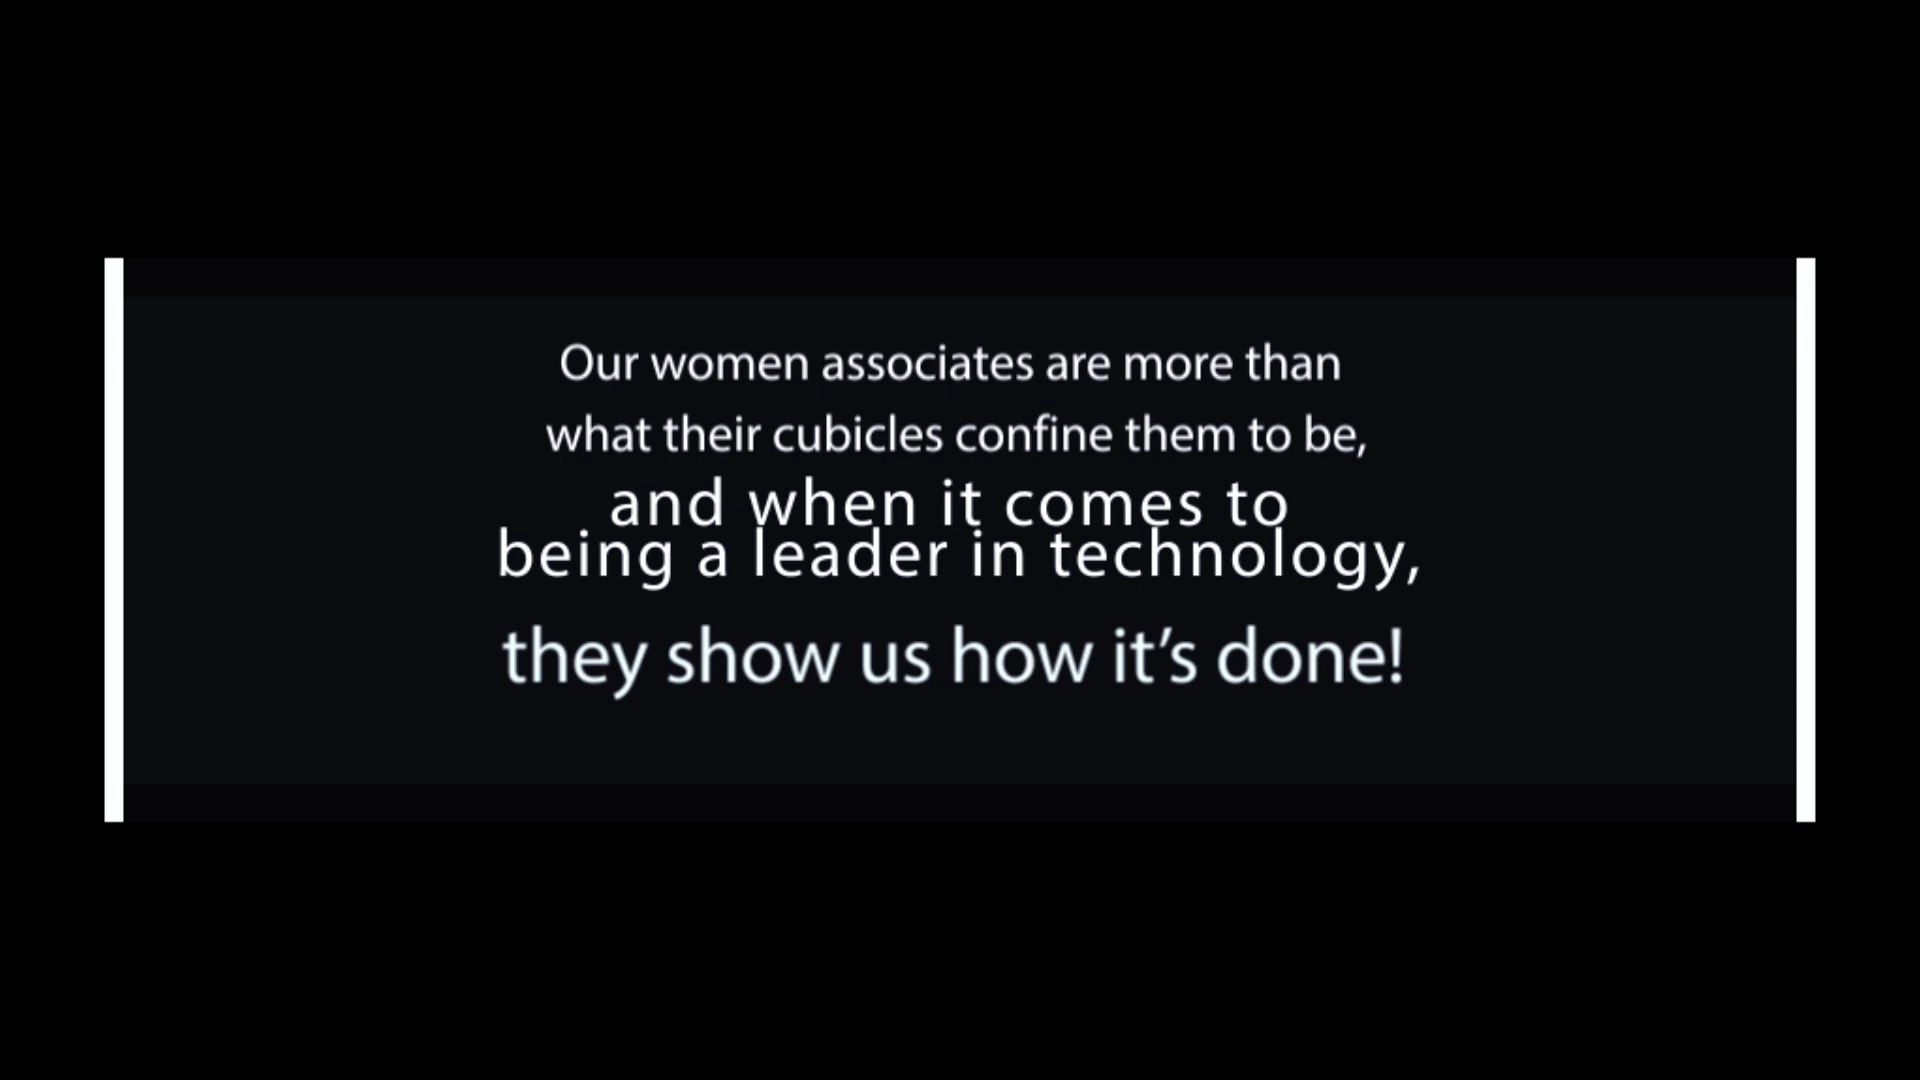 Our women associates are more than
what their cubicles confine them to be,
and when it comes to
being a leader in technology,
they show us how it’s done!